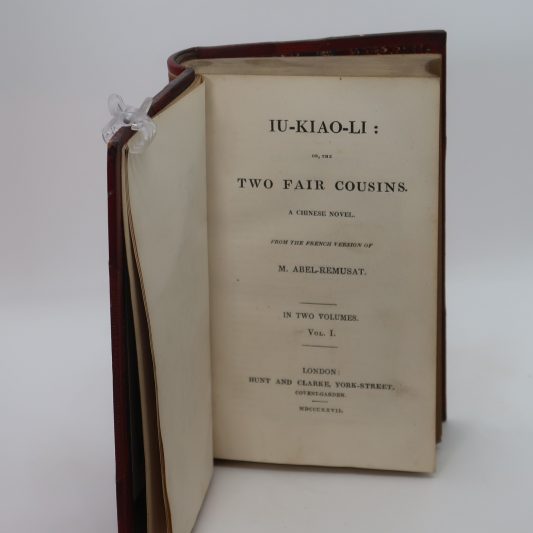 IU-KIAO-LI:
OR, THE
TWO FAIR COUSINS.
A CHINESE NOVEL.
FROM THE FRENCH VERSION OF
M. ABEL-REMUSAT.
IN TWO VOLUMES.
VOL. I.
LONDON:
HUNT AND CLARKE, YORK-STREET,
COVENT-GARDEN.
MDCCCXXVII.